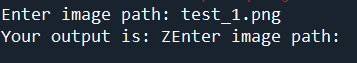 Enter image path: test_1.png
Your output is: ZEnter image path: